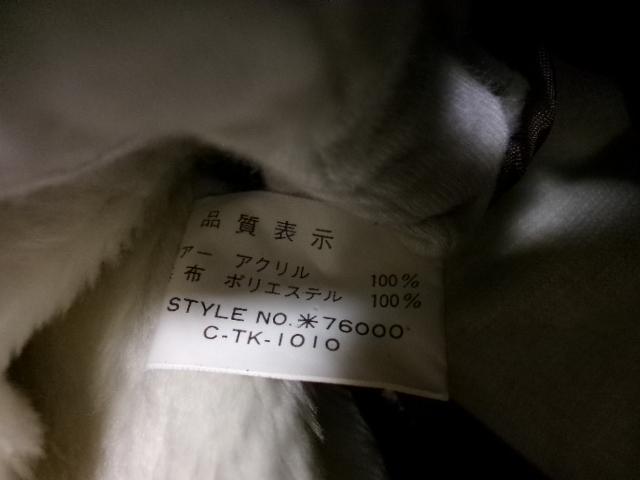 品質表示
アー アクリル 100%
布 ポリエステル 100%
STYLE NO.✳76000
C-TK-1010